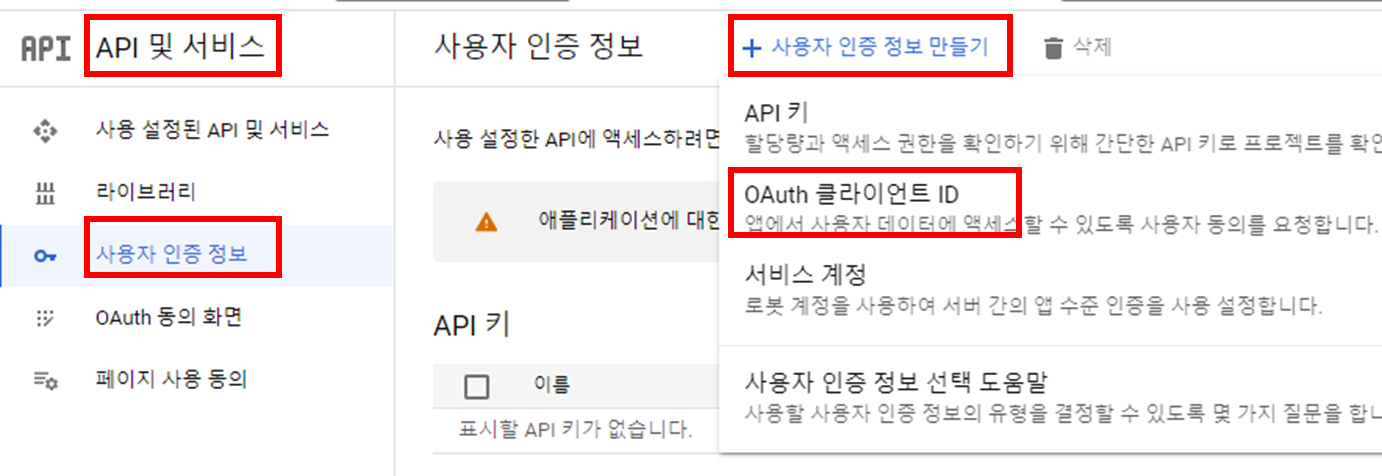 API API 및 서비스
사용 설정된 API 및 서비스
라이브러리
사용자 인증 정보
OAuth 동의 화면
페이지 사용 동의
사용자 인증 정보
+ 사용자 인증 정보 만들기
삭제
사용 설정한 API에 액세스하려면
애플리케이션에 대한
API 키
이름
표시할 API 키가 없습니다.
API 키
할당량과 액세스 권한을 확인하기 위해 간단한 API 키로 프로젝트를 확인
OAuth 클라이언트 ID
앱에서 사용자 데이터에 액세스할 수 있도록 사용자 동의를 요청합니다.
서비스 계정
로봇 계정을 사용하여 서버 간의 앱 수준 인증을 사용 설정합니다.
사용자 인증 정보 선택 도움말
사용할 사용자 인증 정보의 유형을 결정할 수 있도록 몇 가지 질문을 합니